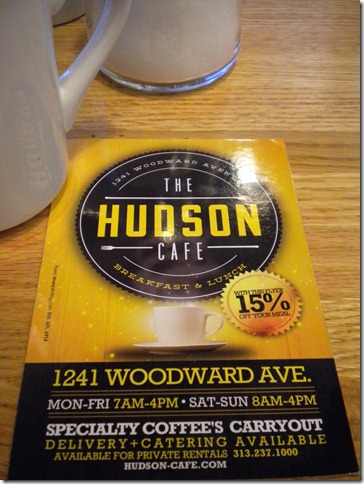 1241 WOODWARD AVENUE
THE
HUDSON
CAFE
BREAKFAST & LUNCH
WITH THIS FLYER
15%
OFF YOUR MEAL
1241 WOODWARD AVE.
MON-FRI 7AM-4PM • SAT-SUN 8AM-4PM
SPECIALTY COFFEE'S CARRYOUT
DELIVERY+CATERING AVAILABLE
AVAILABLE FOR PRIVATE RENTALS 313.237.1000
HUDSON-CAFE.COM